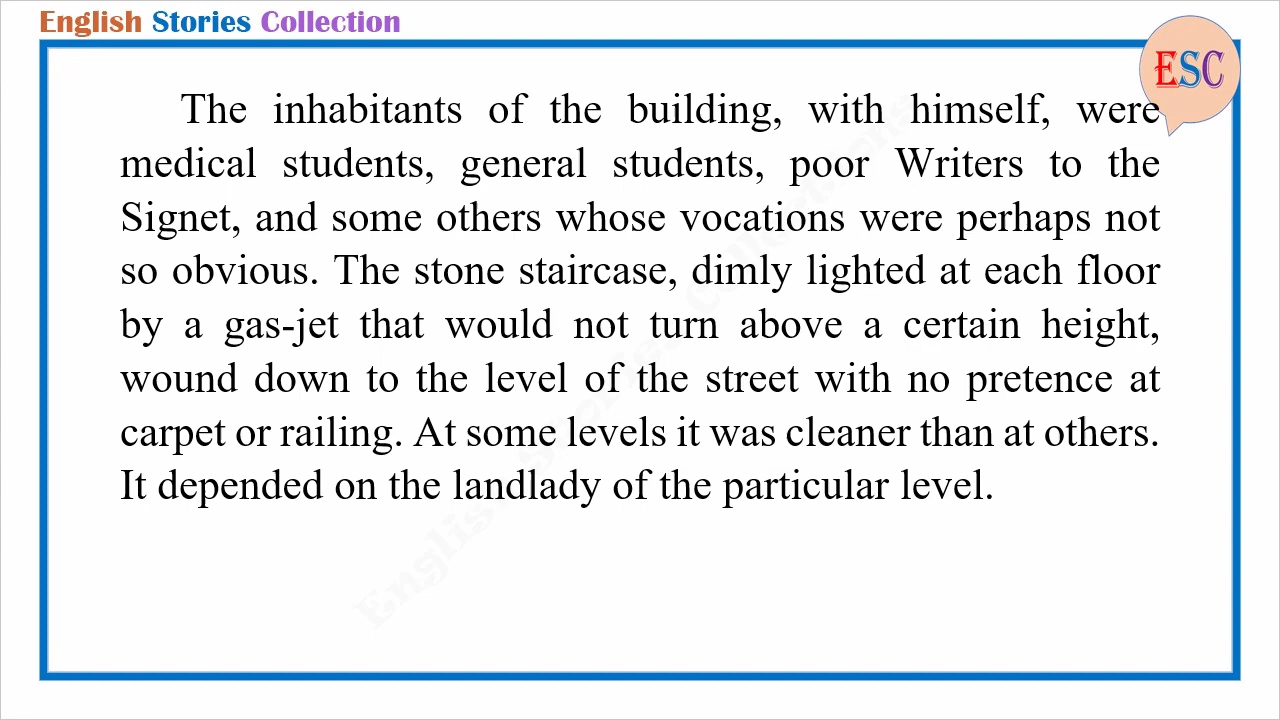 English Stories Collection
ESC
The inhabitants of the building, with himself, were
medical students, general students, poor Writers to the
Signet, and some others whose vocations were perhaps not
so obvious. The stone staircase, dimly lighted at each floor
by a gas-jet that would not turn above a certain height,
wound down to the level of the street with no pretence at
carpet or railing. At some levels it was cleaner than at others.
It depended on the landlady of the particular level.